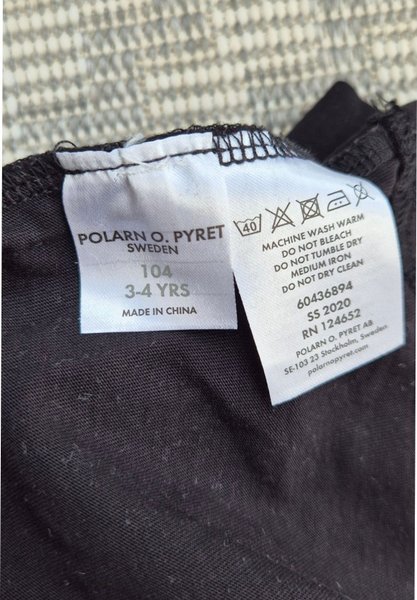 POLARN O. PYRET
SWEDEN
104
3-4 YRS
MADE IN CHINA
40
MACHINE WASH WARM
DO NOT BLEACH
DO NOT TUMBLE DRY
MEDIUM IRON
DO NOT DRY CLEAN
60436894
SS 2020
RN 124652
POLARN O. PYRET AB
SE-103 23 Stockholm, Sweden
polarnopyret.com